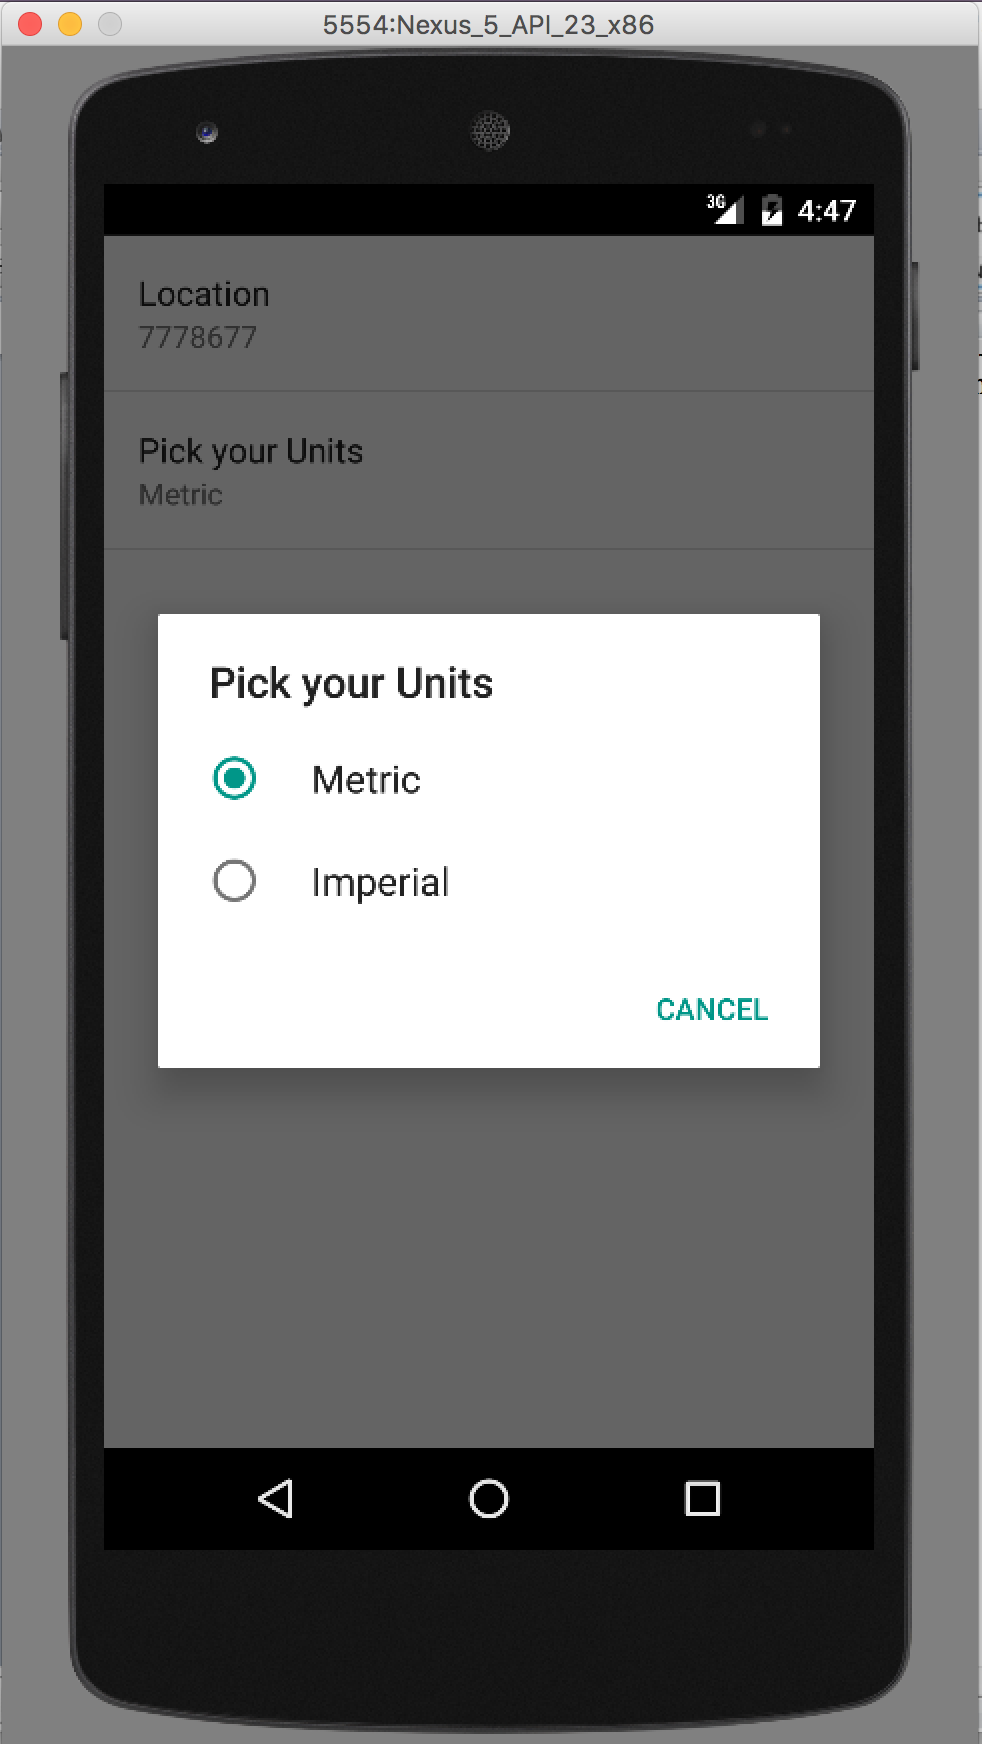 5554:Nexus_5_API_23_x86
3G 4:47
Location
7778677
Pick your Units
Metric
Pick your Units
Metric
Imperial
CANCEL